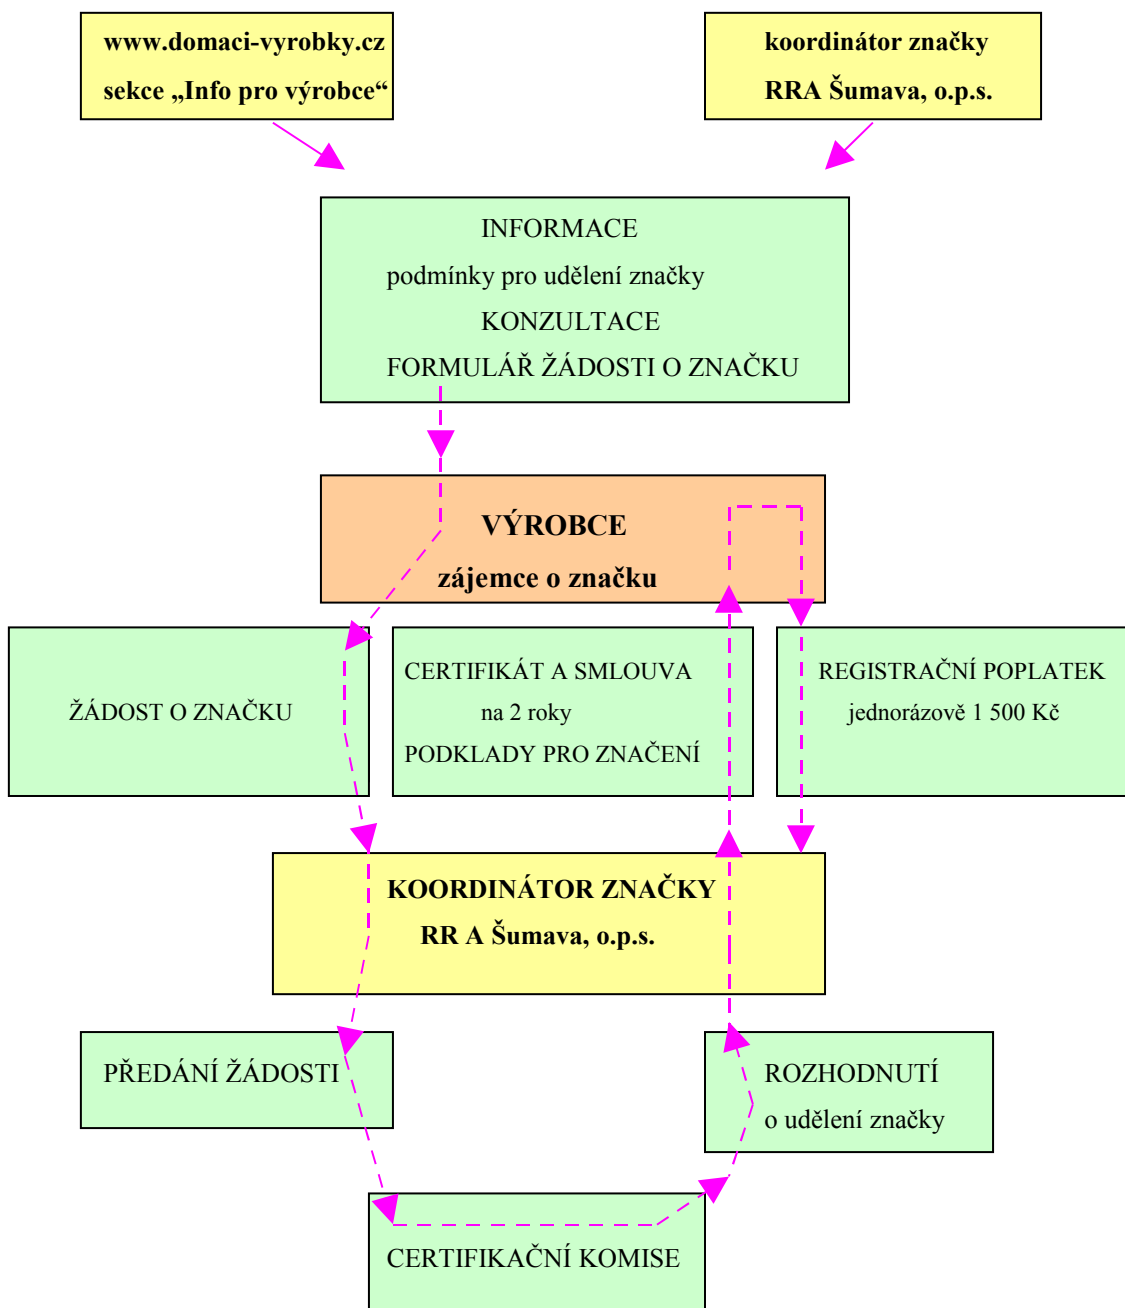 www.domaci-vyrobky.cz
sekce „Info pro výrobce“
koordinátor značky
RRA Šumava, o.p.s.
INFORMACE
podmínky pro udělení značky
KONZULTACE
FORMULÁŘ ŽÁDOSTI O ZNAČKU
VÝROBCE
zájemce o značku
ŽÁDOST O ZNAČKU
CERTIFIKÁT A SMLOUVA
na 2 roky
PODKLADY PRO ZNAČENÍ
REGISTRAČNÍ POPLATEK
jednorázově 1 500 Kč
KOORDINÁTOR ZNAČKY
RR A Šumava, o.p.s.
PŘEDÁNÍ ŽÁDOSTI
ROZHODNUTÍ
o udělení značky
CERTIFIKAČNÍ KOMISE